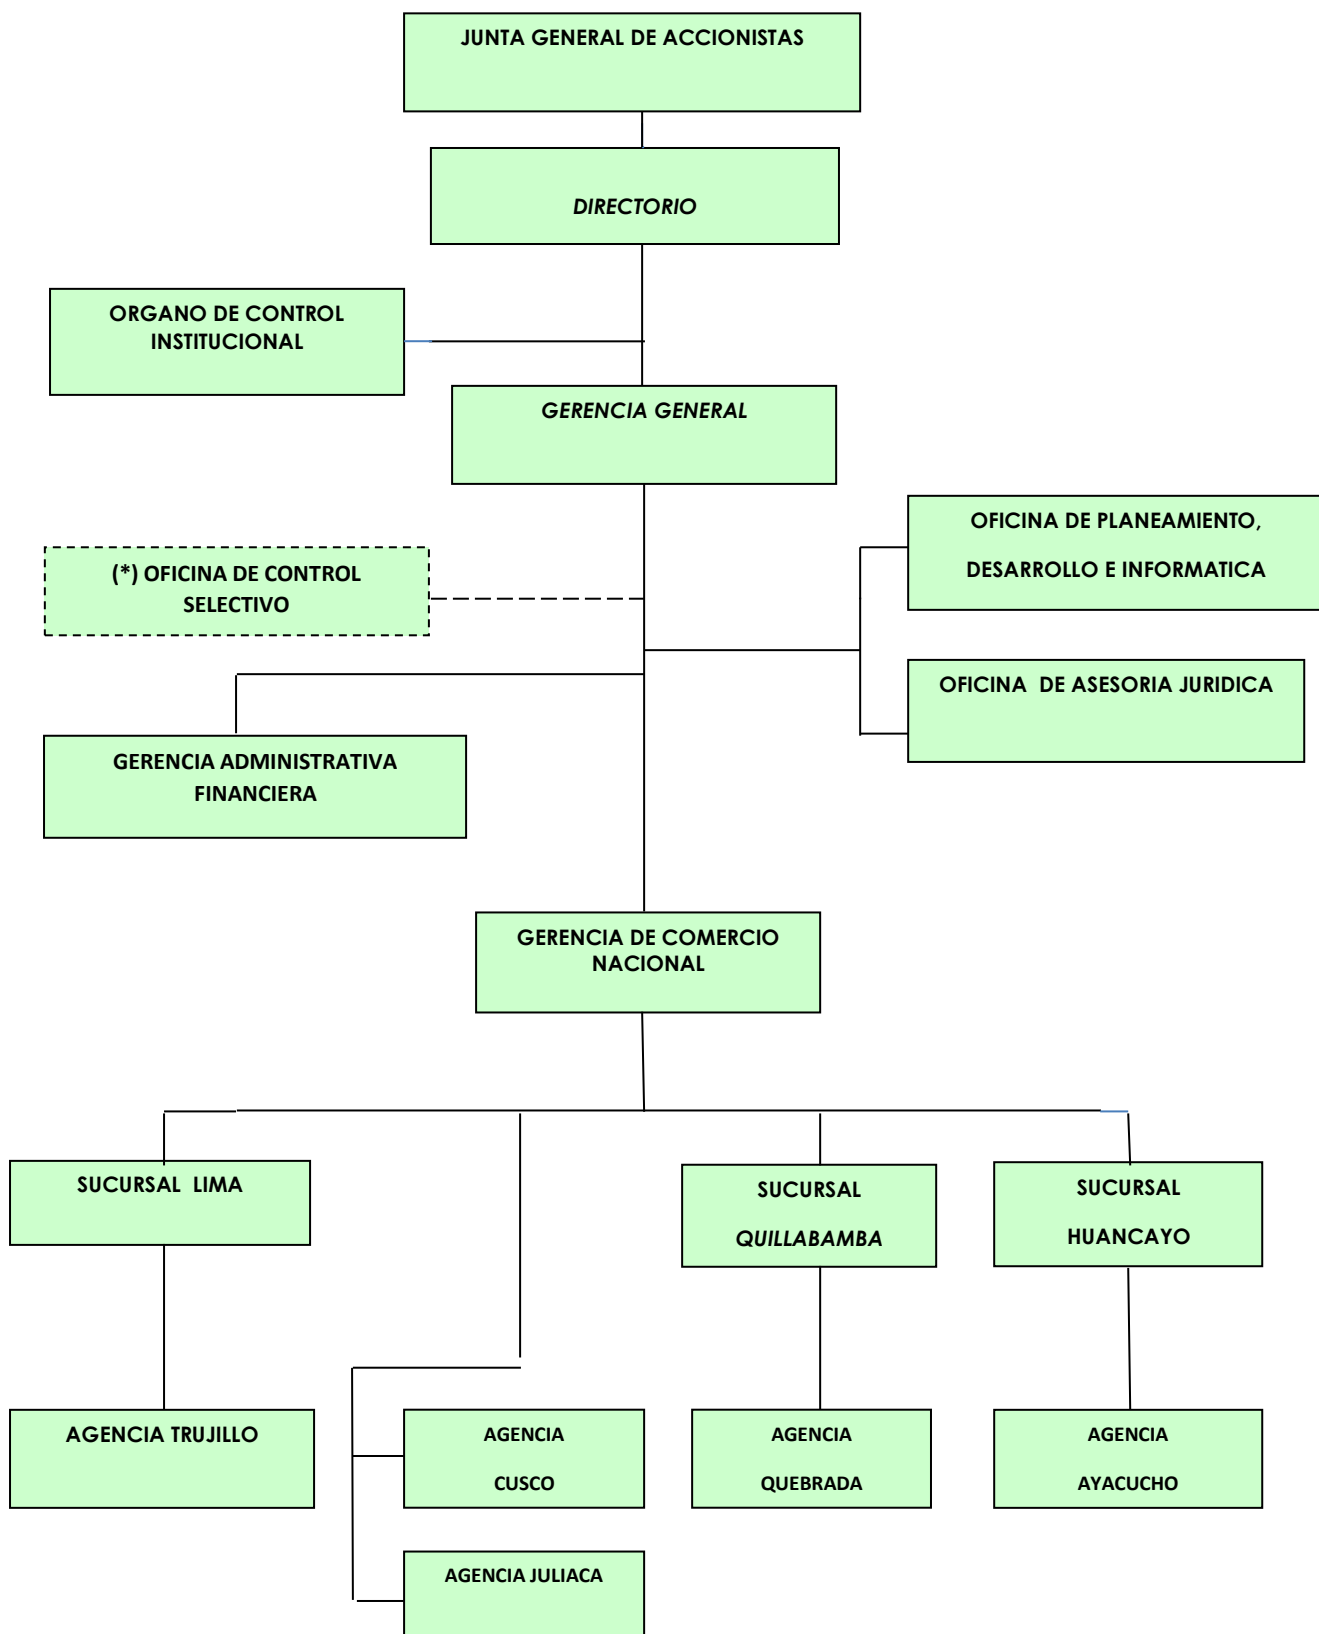 JUNTA GENERAL DE ACCIONISTAS
DIRECTORIO
ORGANO DE CONTROL
INSTITUCIONAL
GERENCIA GENERAL
OFICINA DE PLANEAMIENTO,
DESARROLLO E INFORMATICA
(*) OFICINA DE CONTROL
SELECTIVO
OFICINA DE ASESORIA JURIDICA
GERENCIA ADMINISTRATIVA
FINANCIERA
GERENCIA DE COMERCIO
NACIONAL
SUCURSAL LIMA
SUCURSAL
QUILLABAMBA
SUCURSAL
HUANCAYO
AGENCIA TRUJILLO
AGENCIA
CUSCO
AGENCIA
QUEBRADA
AGENCIA
AYACUCHO
AGENCIA JULIACA